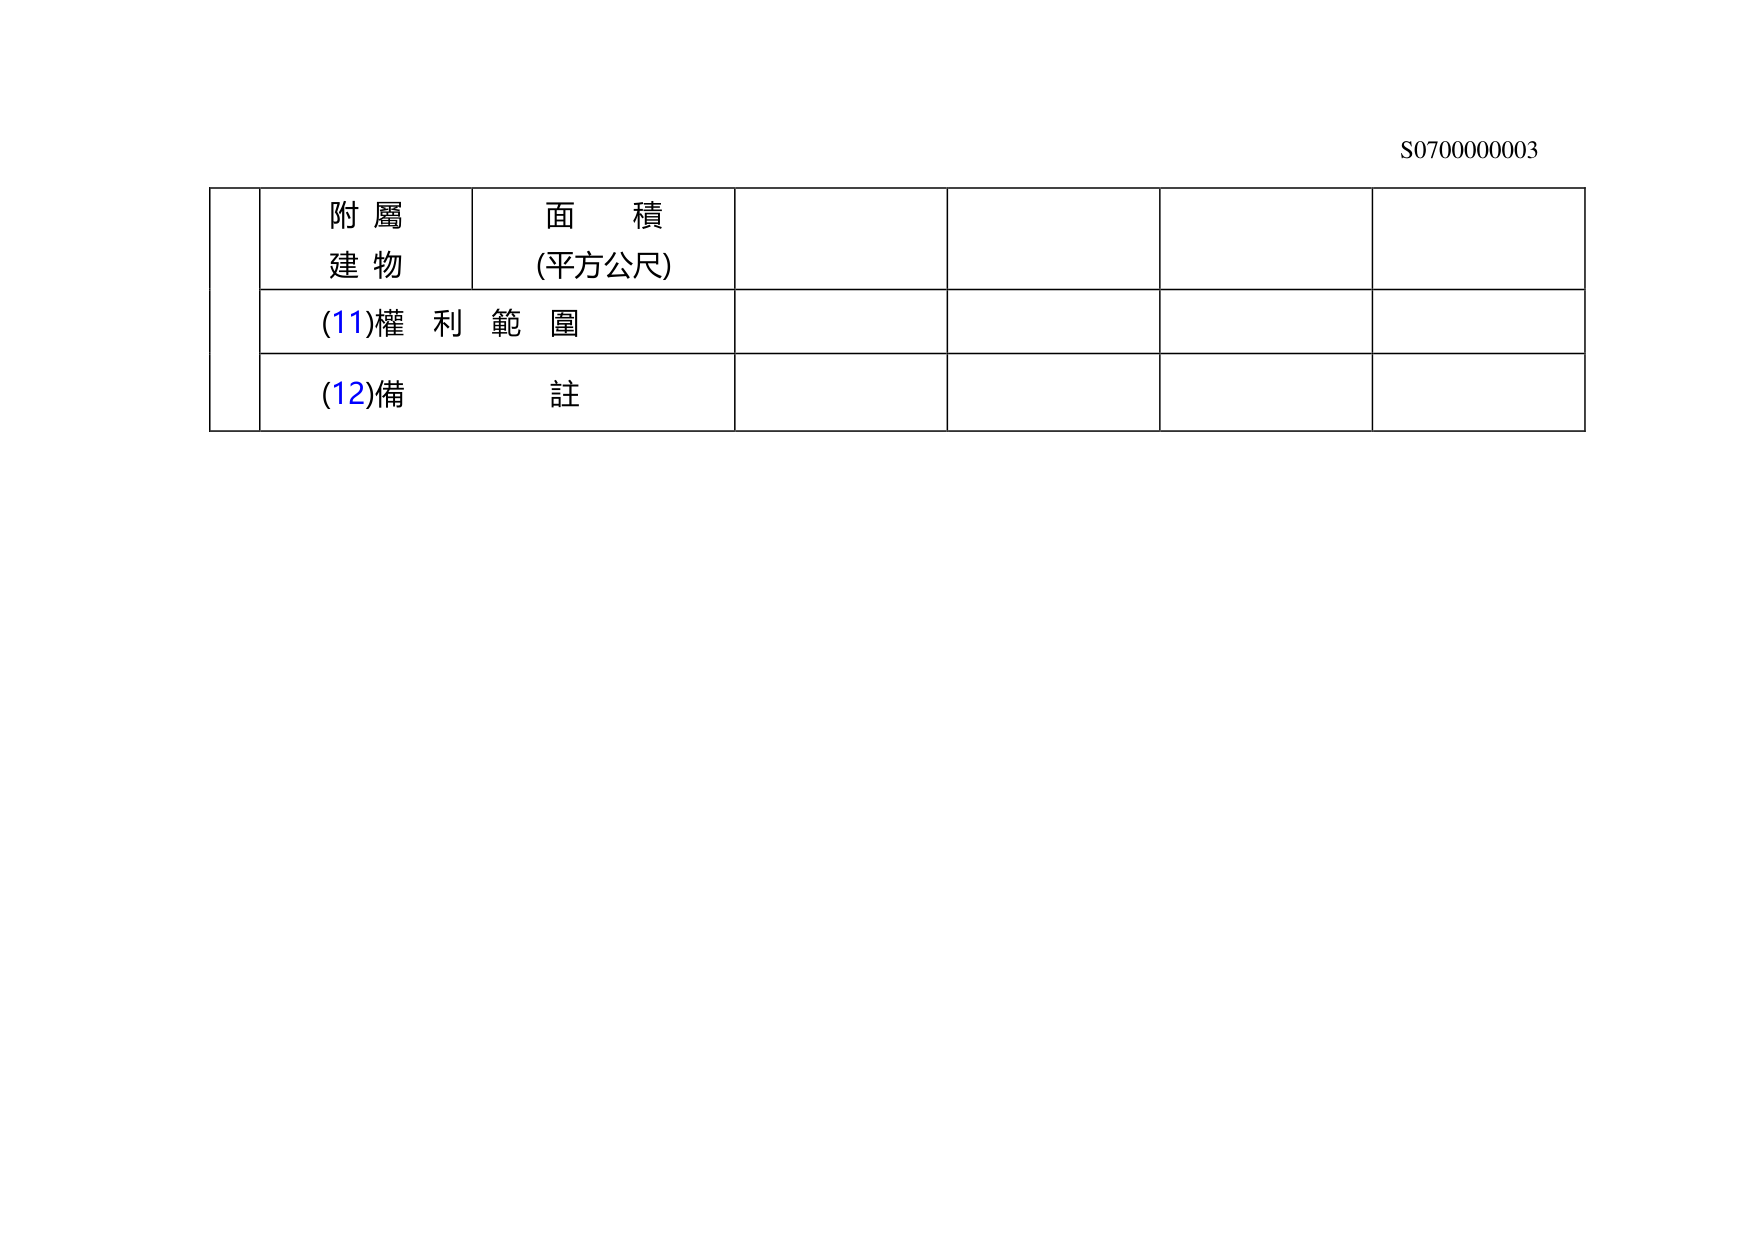 S0700000003
附 屬 面 積
建 物 (平方公尺)
(11)權 利 範 圍
(12)備 註